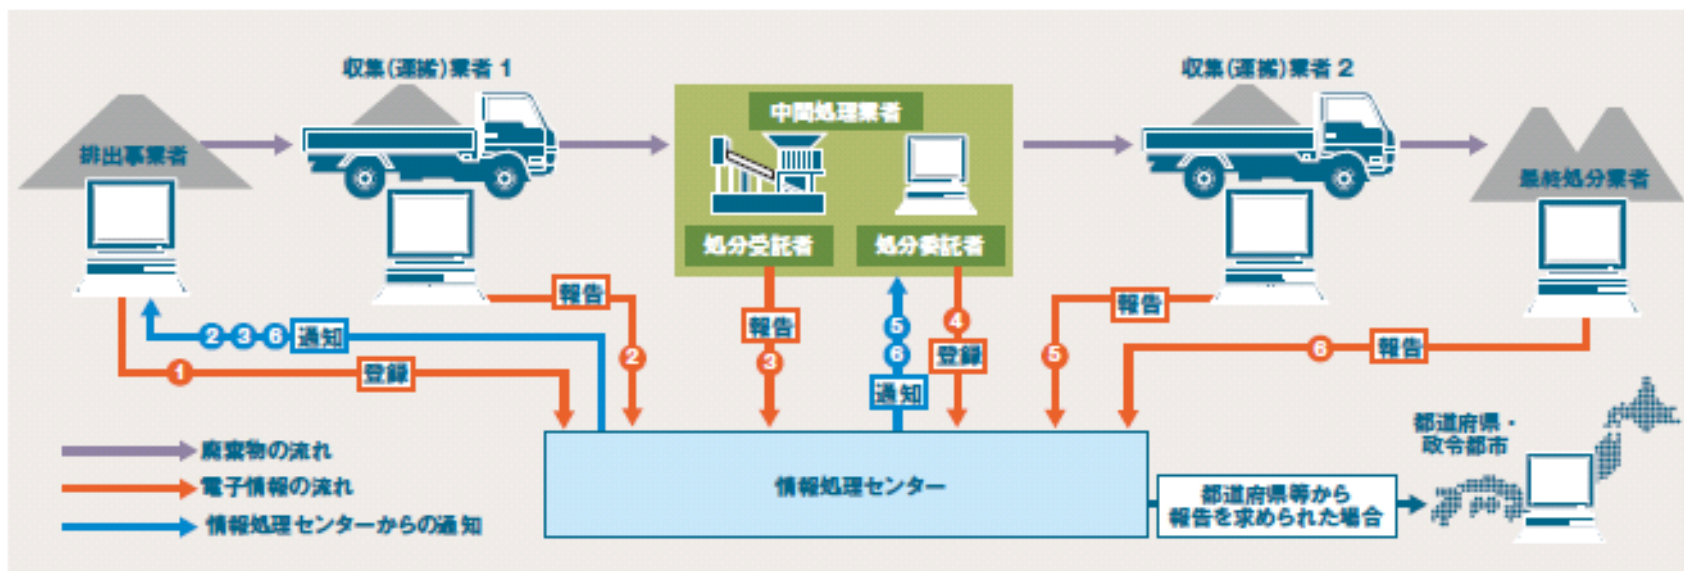 収集(運搬)業者 1
収集(運搬)業者 2
中間処理業者
排出事業者
最終処分業者
処分受託者
処分委託者
報告
報告
報告
② ③ ⑥ 通知
② 
③
⑤
⑥
通知
④
登録
⑤
⑥ 報告
① 登録
都道府県・
政令都市
廃棄物の流れ
電子情報の流れ
情報処理センターからの通知
情報処理センター
都道府県等から
報告を求められた場合